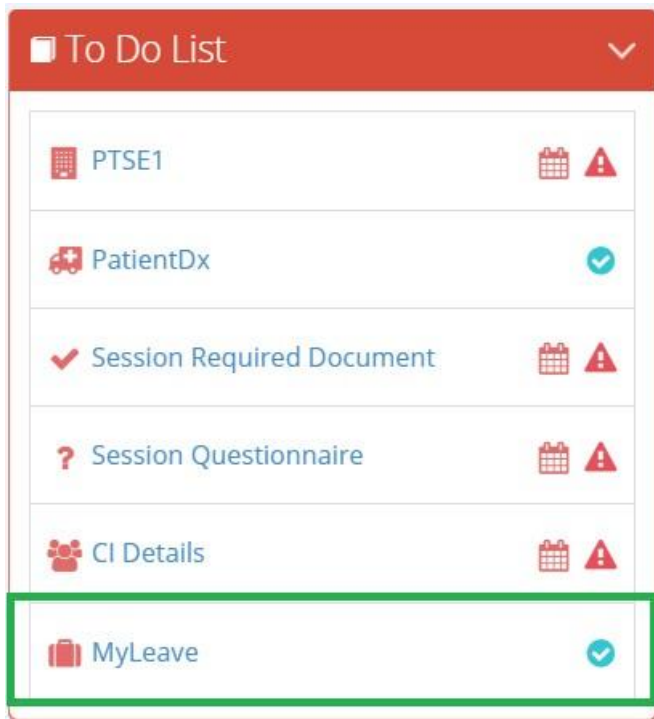 To Do List
PTSE1
PatientDx
Session Required Document
? Session Questionnaire
CI Details
MyLeave